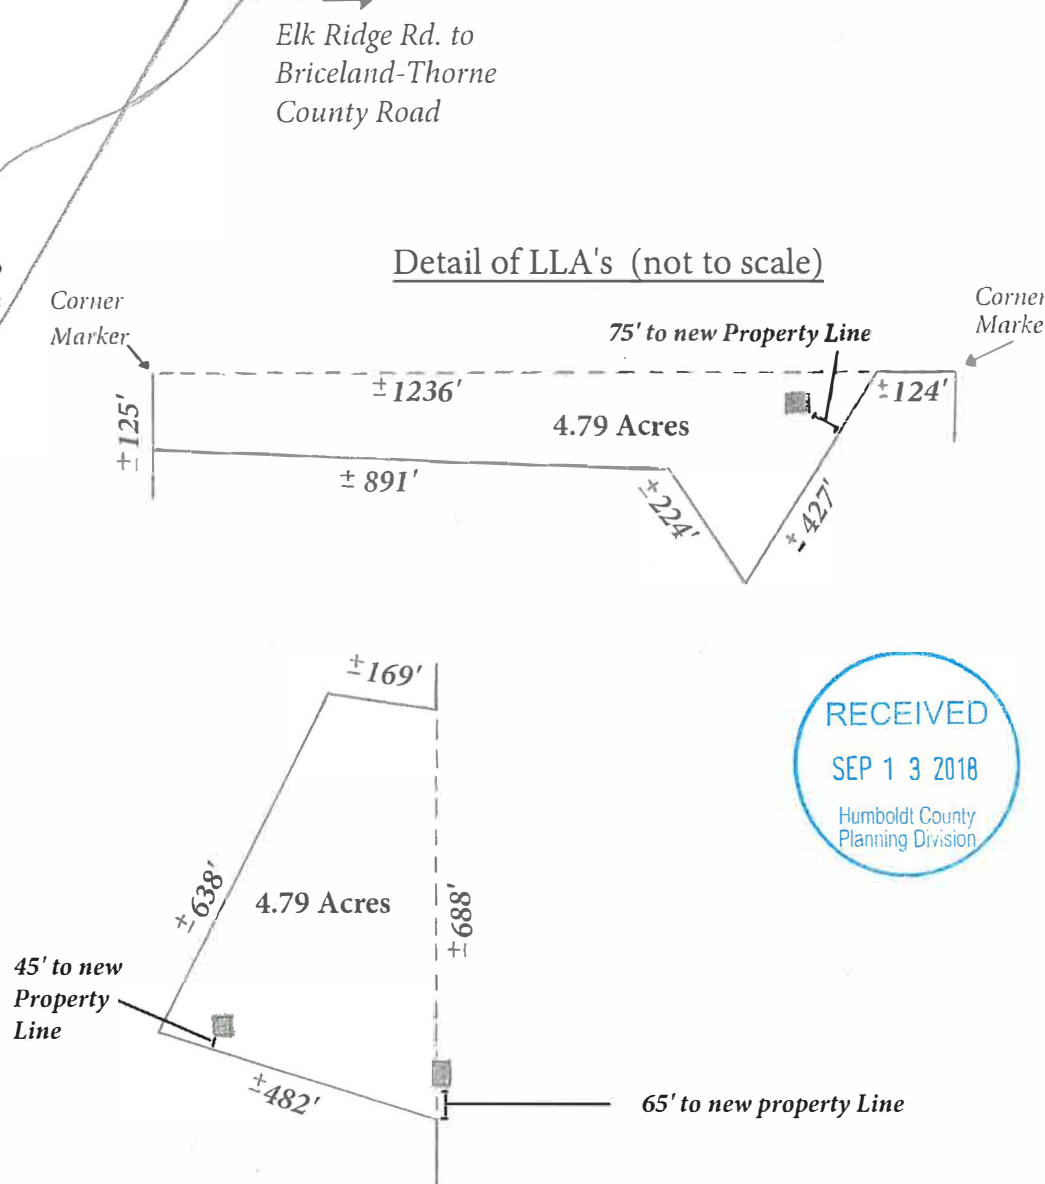 Elk Ridge Rd. to
Briceland-Thorne
County Road
Detail of LLA's (not to scale)
Corner
Marker
75' to new Property Line
Corner
Marke
±1236'
±124'
±125'
4.79 Acres
± 891'
±224'
± 427'
±169'
RECEIVED
SEP 1 3 2018
Humboldt County
Planning Division
±638'
4.79 Acres
±688'
45' to new
Property
Line
±482'
65' to new property Line